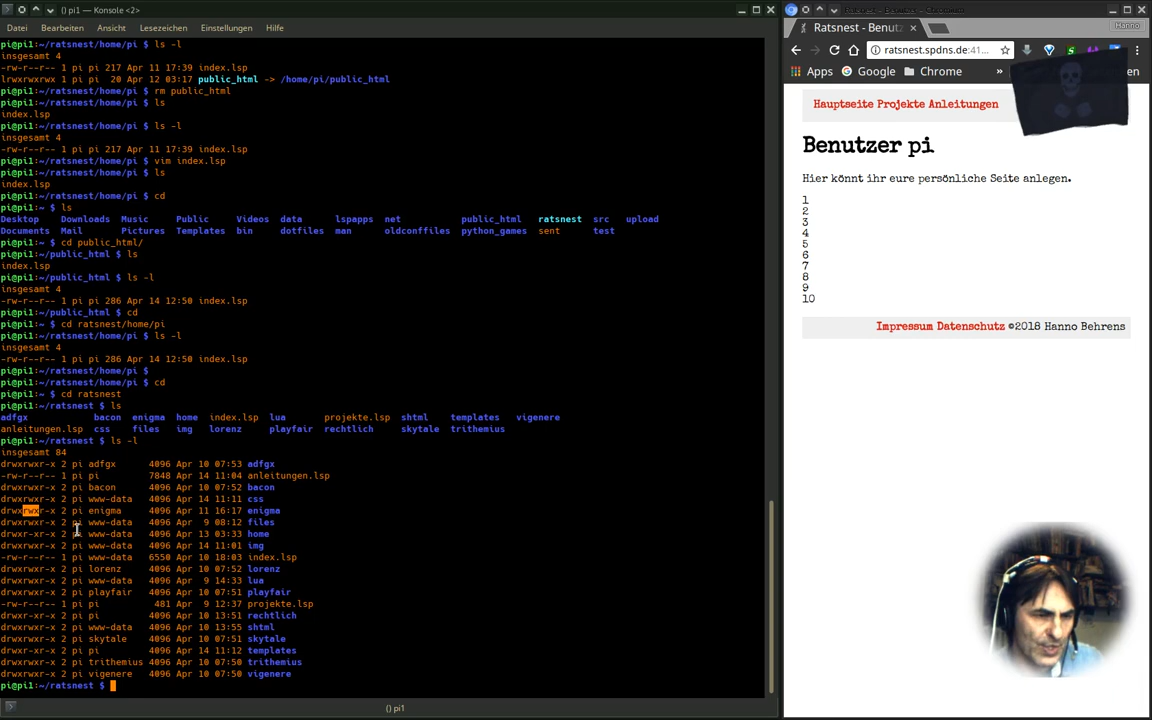 () pi1 — Konsole <2>
Datei Bearbeiten Ansicht Lesezeichen Einstellungen Hilfe
pi@pi1:~/ratsnest/home/pi $ ls -l
insgesamt 4
-rw-r--r-- 1 pi pi 217 Apr 11 17:39 index.lsp
lrwxrwxrwx 1 pi pi  20 Apr 12 03:17 public_html -> /home/pi/public_html
pi@pi1:~/ratsnest/home/pi $ rm public_html
pi@pi1:~/ratsnest/home/pi $ ls
index.lsp
pi@pi1:~/ratsnest/home/pi $ ls -l
insgesamt 4
-rw-r--r-- 1 pi pi 217 Apr 11 17:39 index.lsp
pi@pi1:~/ratsnest/home/pi $ vim index.lsp
pi@pi1:~/ratsnest/home/pi $ ls
index.lsp
pi@pi1:~/ratsnest/home/pi $ cd
pi@pi1:~ $ ls
Desktop Downloads Music Public Videos data lspapps net public_html ratsnest src upload
Documents Mail Pictures Templates bin dotfiles man oldconffiles python_games sent test
pi@pi1:~ $ cd public_html/
pi@pi1:~/public_html $ ls
index.lsp
pi@pi1:~/public_html $ ls -l
insgesamt 4
-rw-r--r-- 1 pi pi 286 Apr 14 12:50 index.lsp
pi@pi1:~/public_html $ cd
pi@pi1:~ $ cd ratsnest/home/pi
pi@pi1:~/ratsnest/home/pi $ ls -l
insgesamt 4
-rw-r--r-- 1 pi pi 286 Apr 14 12:50 index.lsp
pi@pi1:~/ratsnest/home/pi $
pi@pi1:~/ratsnest/home/pi $ cd
pi@pi1:~ $ cd ratsnest
pi@pi1:~/ratsnest $ ls
adfgx bacon enigma home index.lsp lua projekte.lsp shtml templates vigenere
anleitungen.lsp css files img lorenz playfair rechtlich skytale trithemius
pi@pi1:~/ratsnest $ ls -l
insgesamt 84
drwxrwxr-x 2 pi adfgx 4096 Apr 10 07:53 adfgx
-rw-r--r-- 1 pi pi 7848 Apr 14 11:04 anleitungen.lsp
drwxrwxr-x 2 pi bacon 4096 Apr 10 07:52 bacon
drwxrwxr-x 2 pi www-data 4096 Apr 14 11:11 css
drwxrwxr-x 2 pi enigma 4096 Apr 11 16:17 enigma
drwxrwxr-x 2 pi www-data 4096 Apr  9 08:12 files
drwxr-xr-x 2 pi www-data 4096 Apr 13 03:33 home
drwxrwxr-x 2 pi www-data 4096 Apr 14 11:01 img
-rw-r--r-- 1 pi www-data 6550 Apr 10 18:03 index.lsp
drwxrwxr-x 2 pi lorenz 4096 Apr 10 07:52 lorenz
drwxrwxr-x 2 pi www-data 4096 Apr  9 14:33 lua
drwxrwxr-x 2 pi playfair 4096 Apr 10 07:51 playfair
-rw-r--r-- 1 pi pi 481 Apr  9 12:37 projekte.lsp
drwxr-xr-x 2 pi pi 4096 Apr 10 13:51 rechtlich
drwxrwxr-x 2 pi www-data 4096 Apr 10 13:55 shtml
drwxrwxr-x 2 pi skytale 4096 Apr 10 07:51 skytale
drwxr-xr-x 2 pi pi 4096 Apr 14 11:12 templates
drwxrwxr-x 2 pi trithemius 4096 Apr 10 07:50 trithemius
drwxrwxr-x 2 pi vigenere 4096 Apr 10 07:50 vigenere
pi@pi1:~/ratsnest $
() pi1
Ratsnest - Benutz
Hanno
ratsnest.spdns.de:41...
Apps Google Chrome »
Hauptseite Projekte Anleitungen
Benutzer pi
Hier könnt ihr eure persönliche Seite anlegen.
1
2
3
4
5
6
7
8
9
10
Impressum Datenschutz ©2018 Hanno Behrens